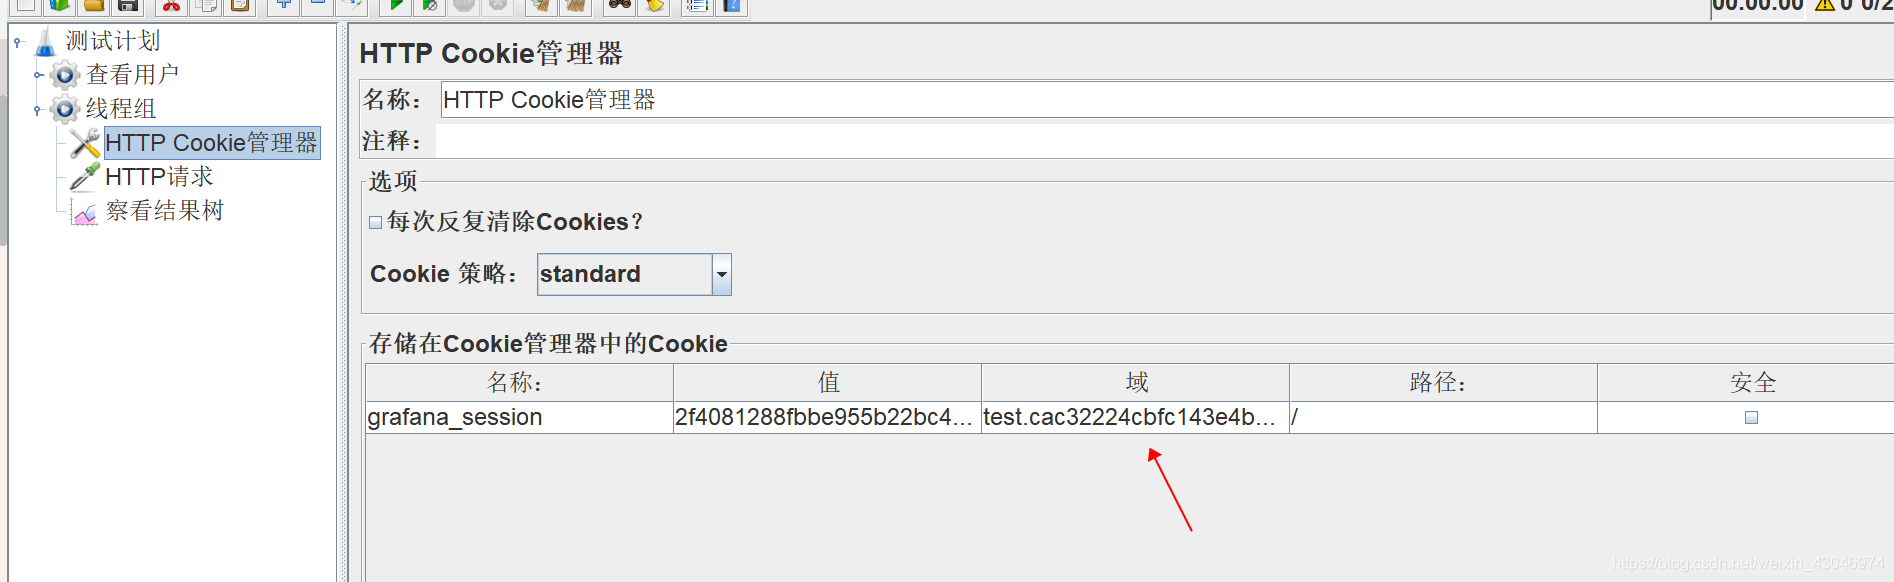 00:00:00 0 0/2
测试计划
查看用户
线程组
HTTP Cookie管理器
HTTP请求
察看结果树
HTTP Cookie管理器
名称： HTTP Cookie管理器
注释：
选项
每次反复清除Cookies？
Cookie 策略： standard
存储在Cookie管理器中的Cookie
名称： 值 域 路径： 安全
grafana_session 2f4081288fbbe955b22bc4... test.cac32224cbfc143e4b... /
https://blog.csdn.net/weixin_43046974